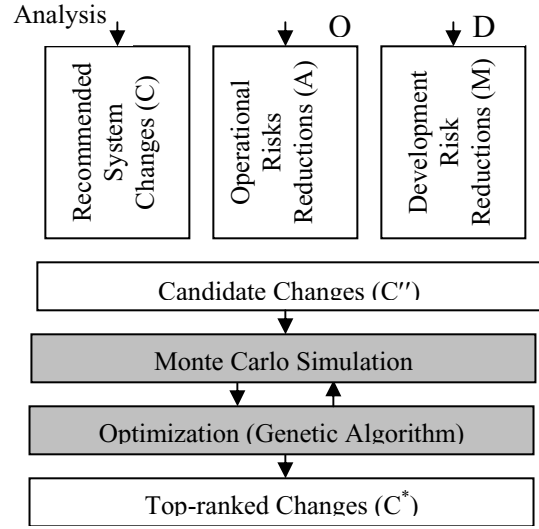 Analysis
O
D
Recommended
System
Changes (C)
Operational
Risks
Reductions (A)
Development
Risk
Reductions (M)
Candidate Changes (C′′)
Monte Carlo Simulation
Optimization (Genetic Algorithm)
Top-ranked Changes (C*)